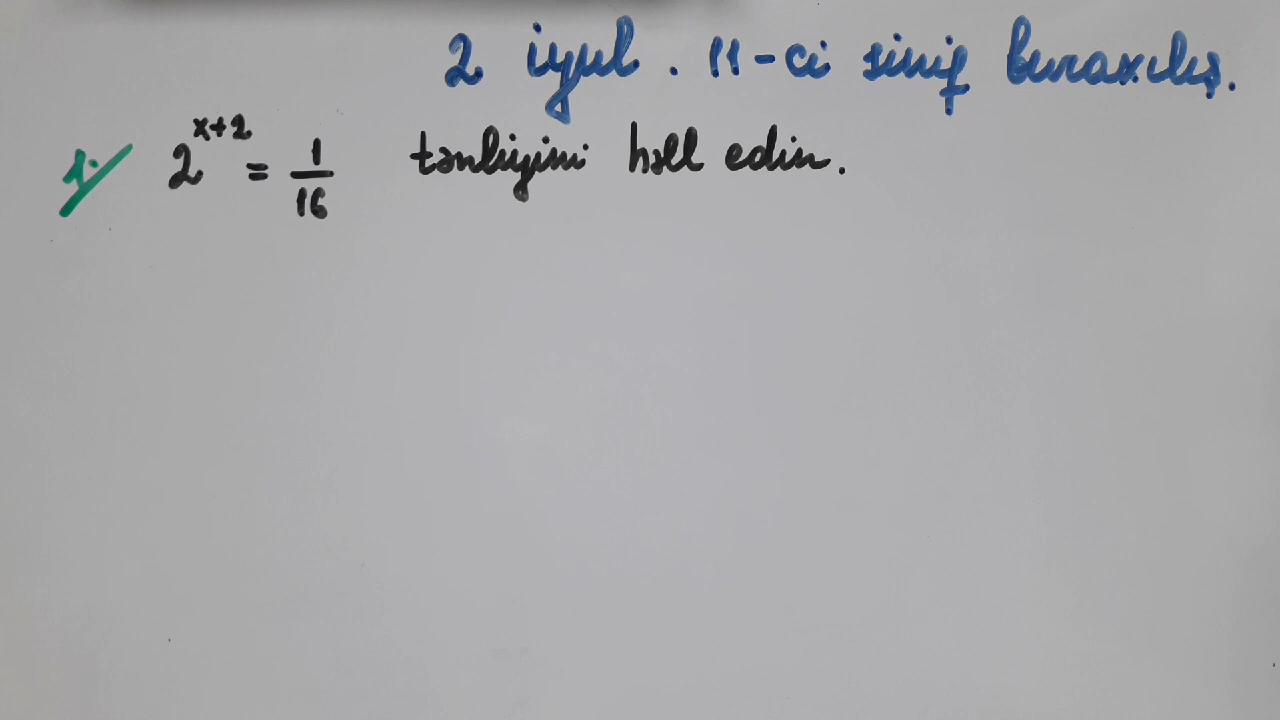 2 iyul. 11-ci sinif buraxılış.
1. 2^{x+2} = 1/16 tənliyini həll edin.